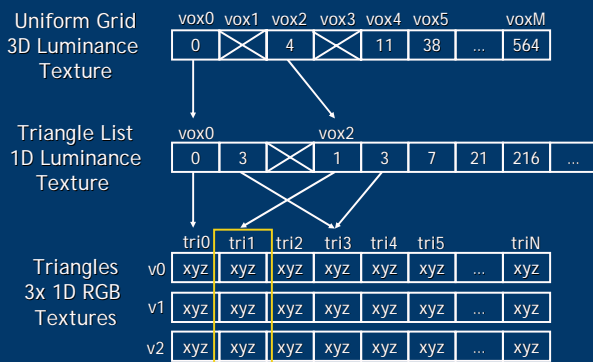 Uniform Grid
3D Luminance
Texture
vox0 vox1 vox2 vox3 vox4 vox5 voxM
0 4 11 38 ... 564
Triangle List
1D Luminance
Texture
vox0 vox2
0 3 1 3 7 21 216 ...
Triangles
3x 1D RGB
Textures
tri0 tri1 tri2 tri3 tri4 tri5 triN
v0 xyz xyz xyz xyz xyz xyz ... xyz
v1 xyz xyz xyz xyz xyz xyz ... xyz
v2 xyz xyz xyz xyz xyz xyz ... xyz